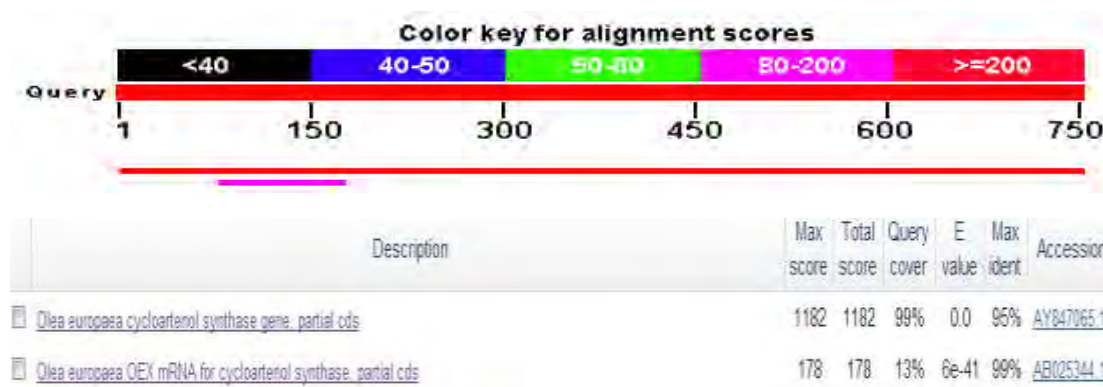 Color key for alignment scores
<40 40-50 50-80 80-200 >=200
Query
1 150 300 450 600 750
Description Max score Total score Query cover E value Max ident Accession
Olea europaea cycloartenol synthase gene, partial cds 1182 1182 99% 0.0 95% AY847065.1
Olea europaea OEX mRNA for cycloartenol synthase, partial cds 178 178 13% 6e-41 99% AB025344.1